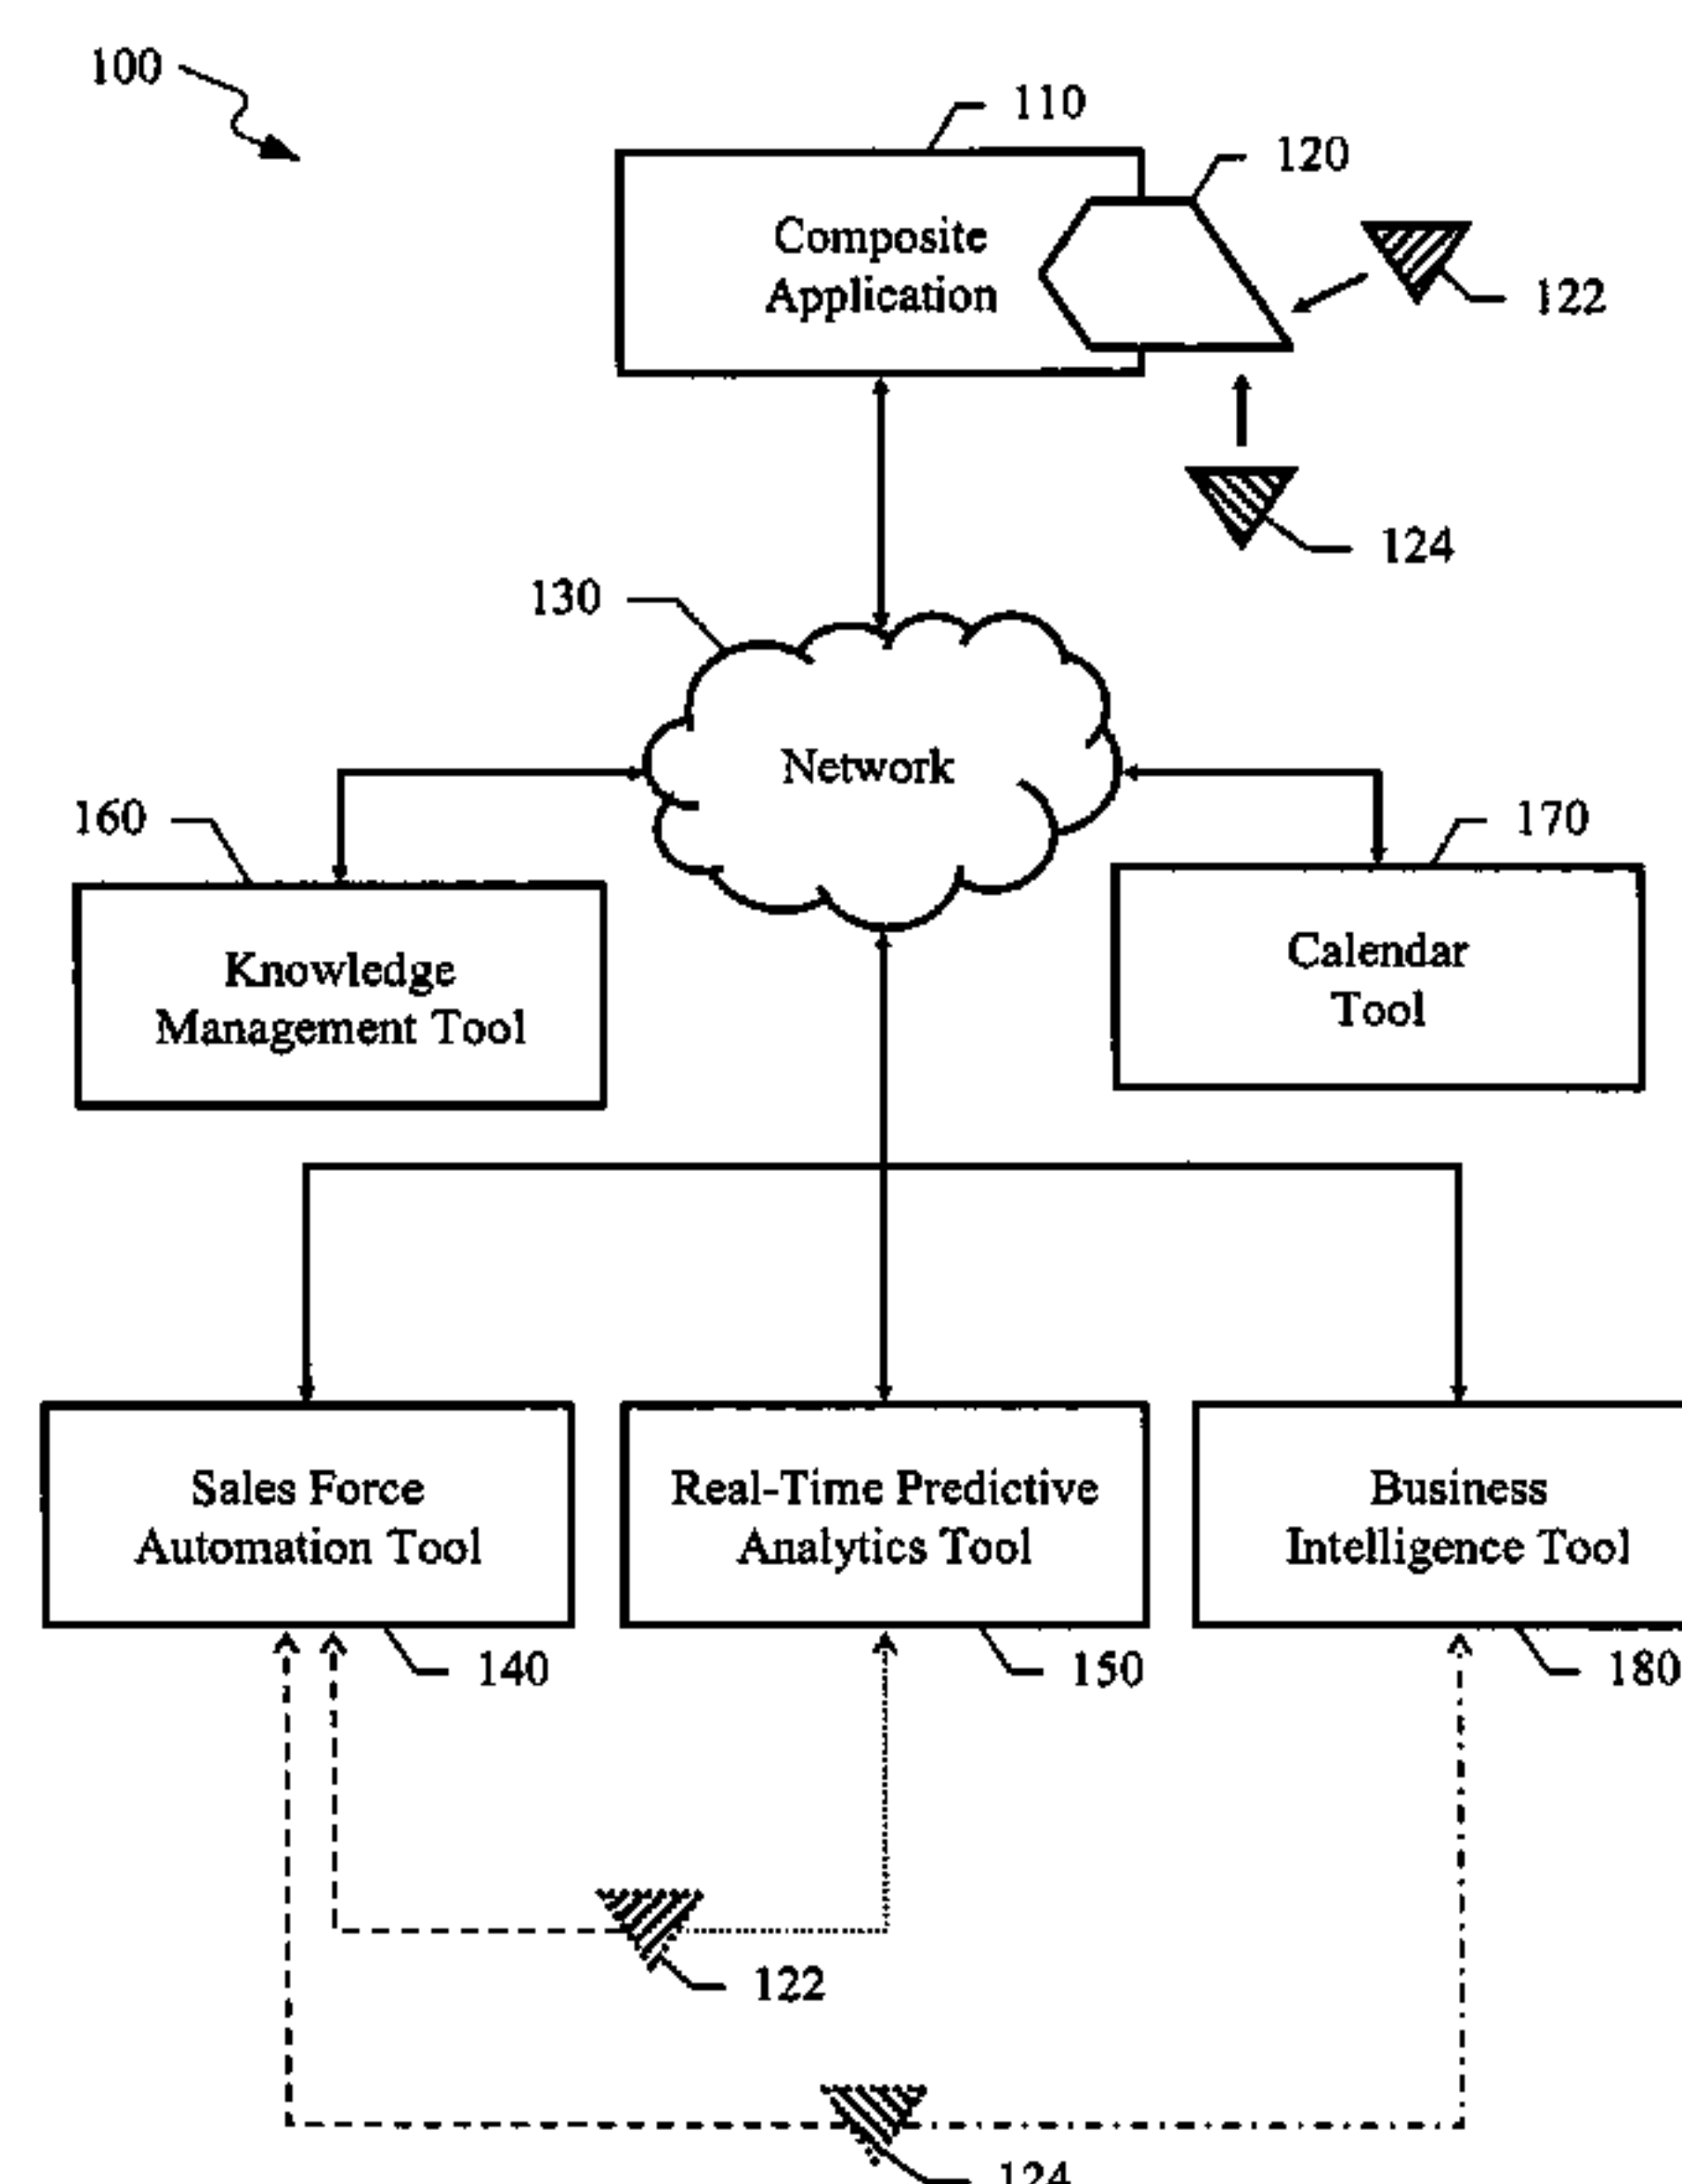 100
110
120
Composite
Application
122
124
130
Network
160
170
Knowledge
Management Tool
Calendar
Tool
Sales Force
Automation Tool
Real-Time Predictive
Analytics Tool
Business
Intelligence Tool
140
150
180
122
124